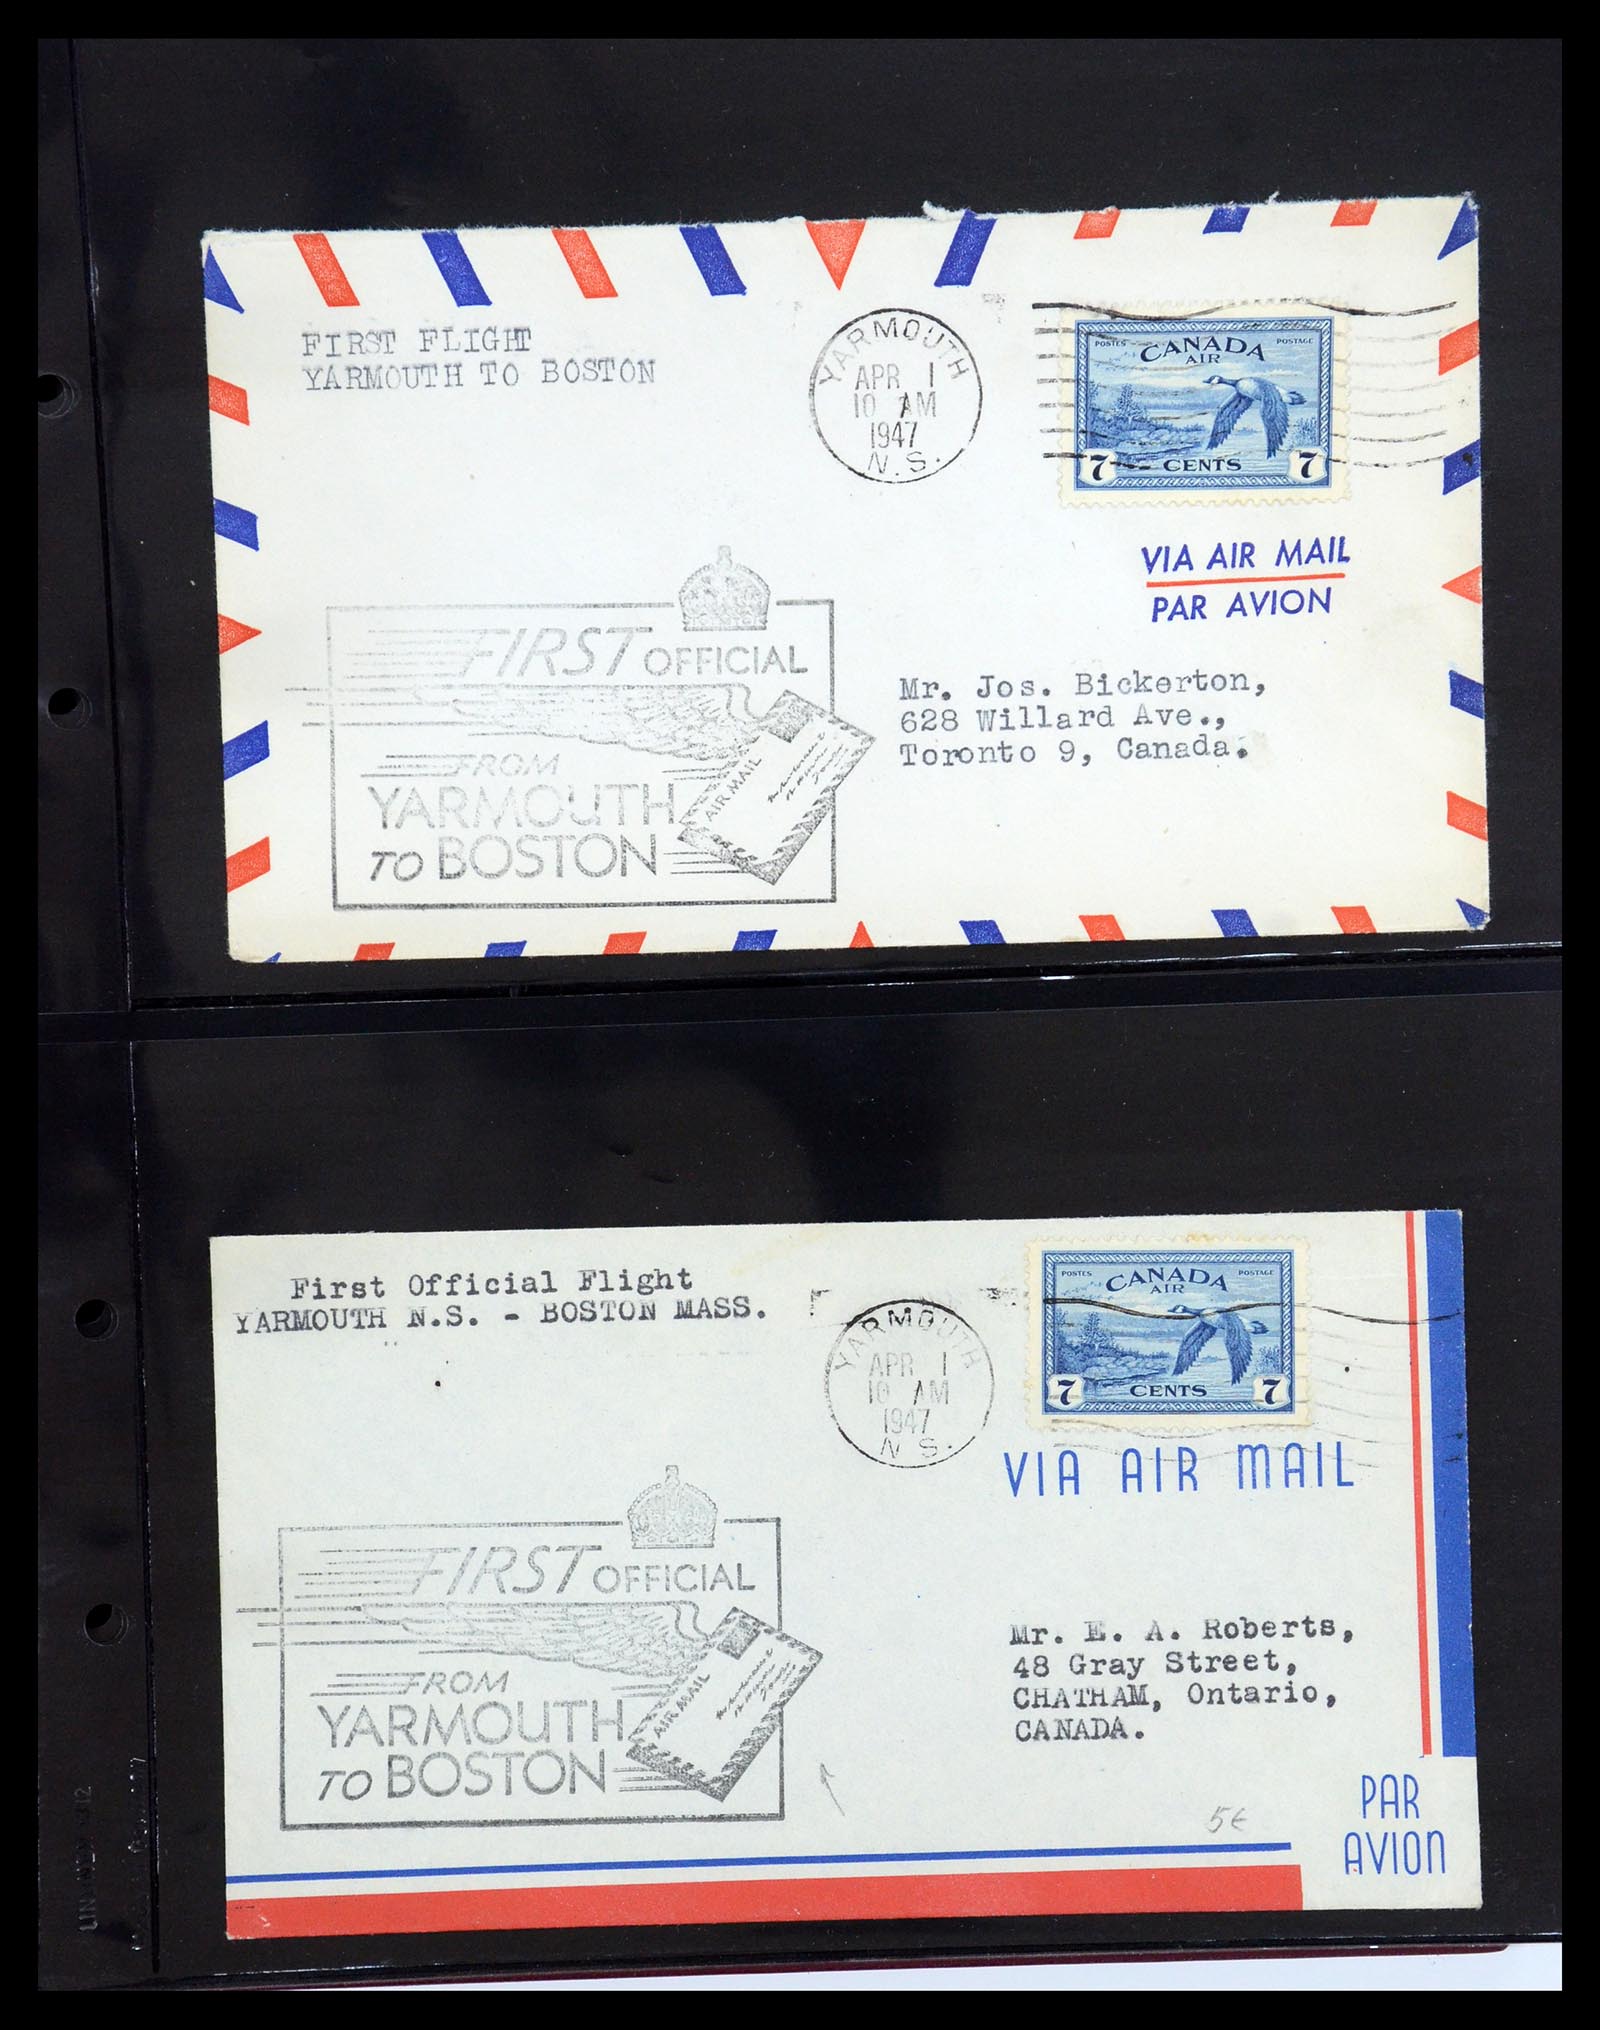 FIRST FLIGHT
YARMOUTH TO BOSTON
YARMOUTH
APR 1
10 AM
1947
N.S.
POSTES CANADA POSTAGE
AIR
7 CENTS 7
VIA AIR MAIL
PAR AVION
FIRST OFFICIAL
FROM
YARMOUTH
TO BOSTON
AIR MAIL
Mr. Jos. Bickerton,
628 Willard Ave.,
Toronto 9, Canada.
First Official Flight
YARMOUTH N.S. - BOSTON MASS.
YARMOUTH
APR 1
10 AM
1947
N S.
POSTES CANADA POSTAGE
AIR
7 CENTS 7
VIA AIR MAIL
FIRST OFFICIAL
FROM
YARMOUTH
TO BOSTON
AIR MAIL
Mr. E. A. Roberts,
48 Gray Street,
CHATHAM, Ontario,
CANADA.
5€
PAR
AVION